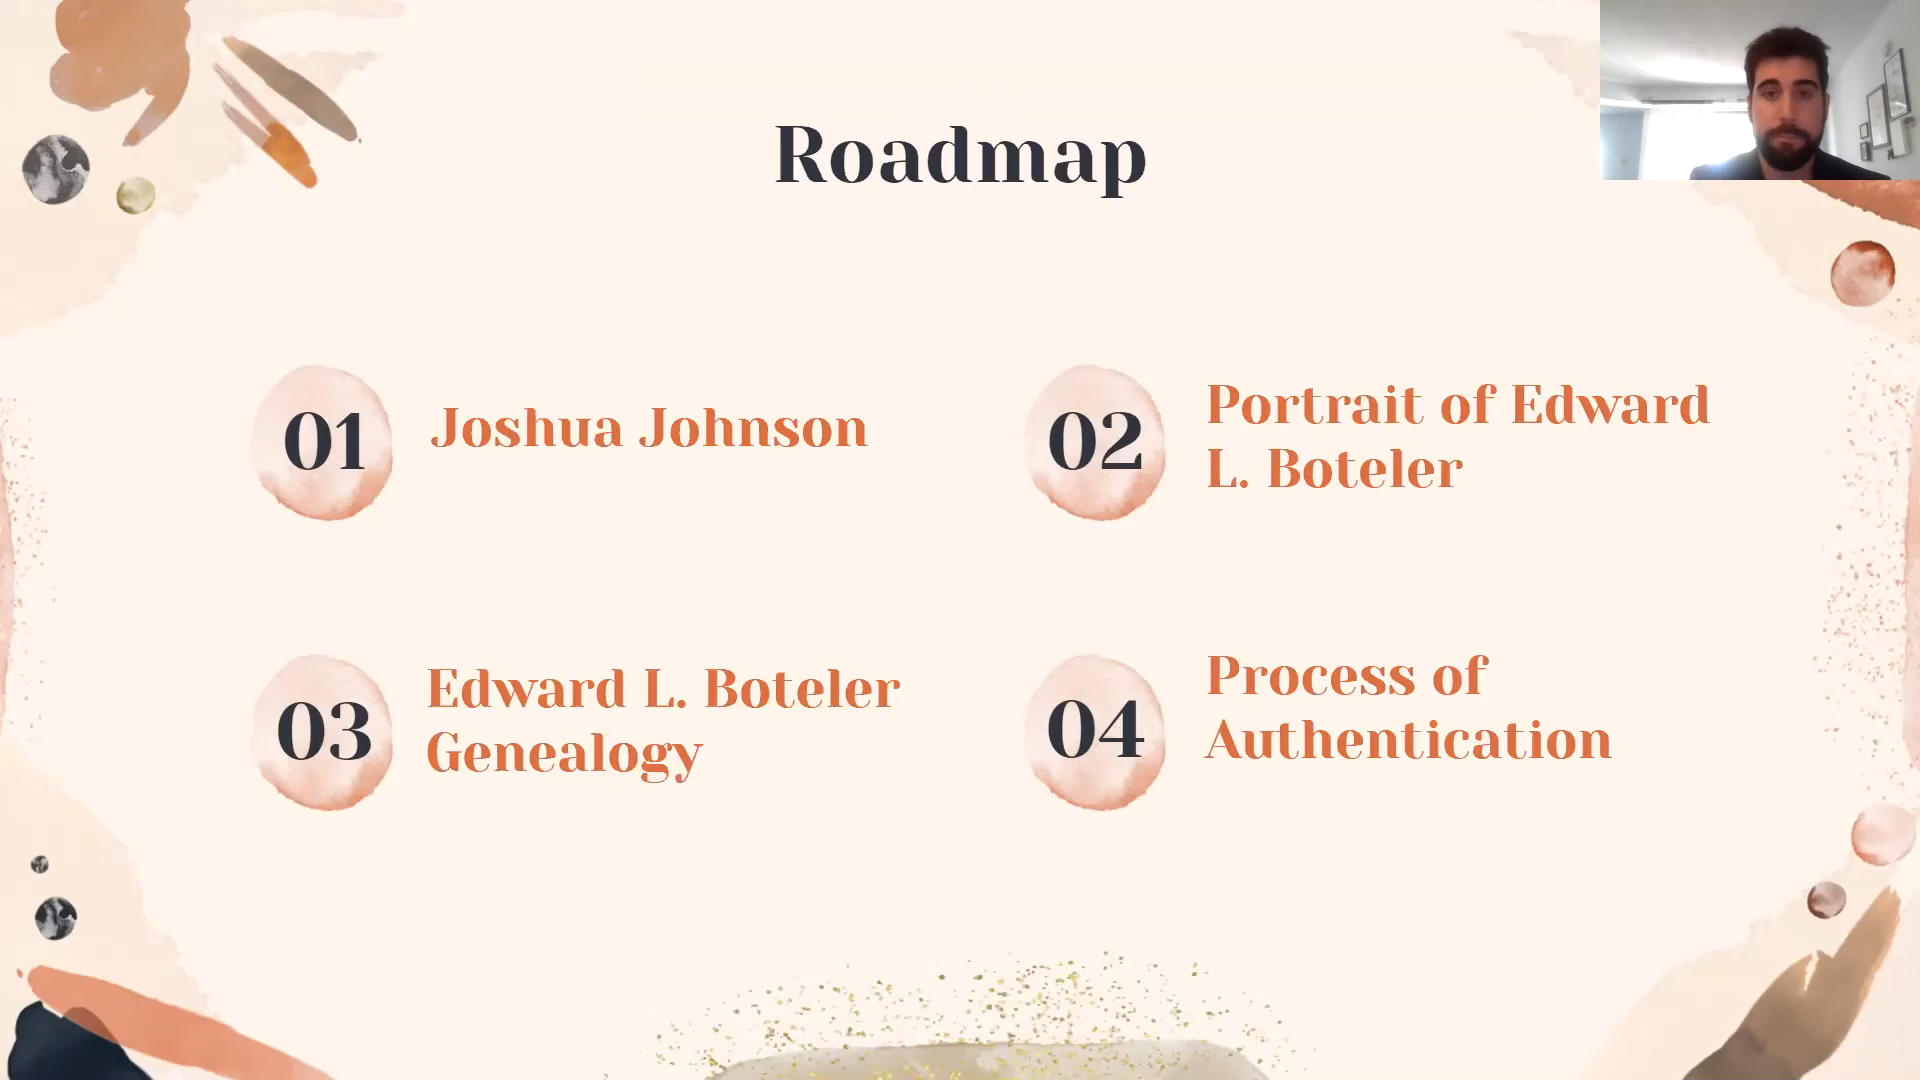 Roadmap
01
Joshua Johnson
02
Portrait of Edward
L. Boteler
03
Edward L. Boteler
Genealogy
04
Process of
Authentication